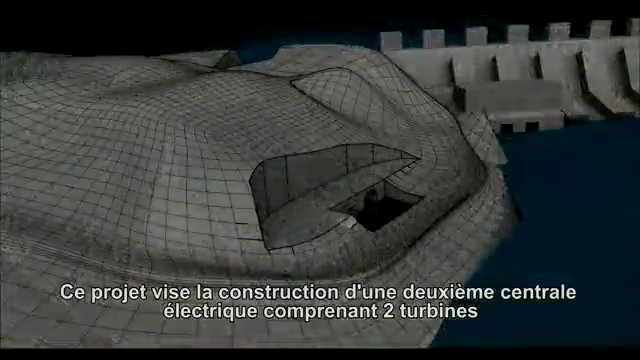 Ce projet vise la construction d'une deuxième centrale
électrique comprenant 2 turbines